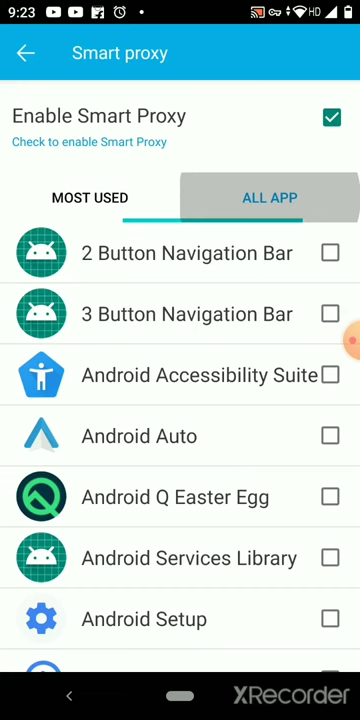 9:23 HD
Smart proxy
Enable Smart Proxy
Check to enable Smart Proxy
MOST USED ALL APP
2 Button Navigation Bar
3 Button Navigation Bar
Android Accessibility Suite
Android Auto
Android Q Easter Egg
Android Services Library
Android Setup
XRecorder